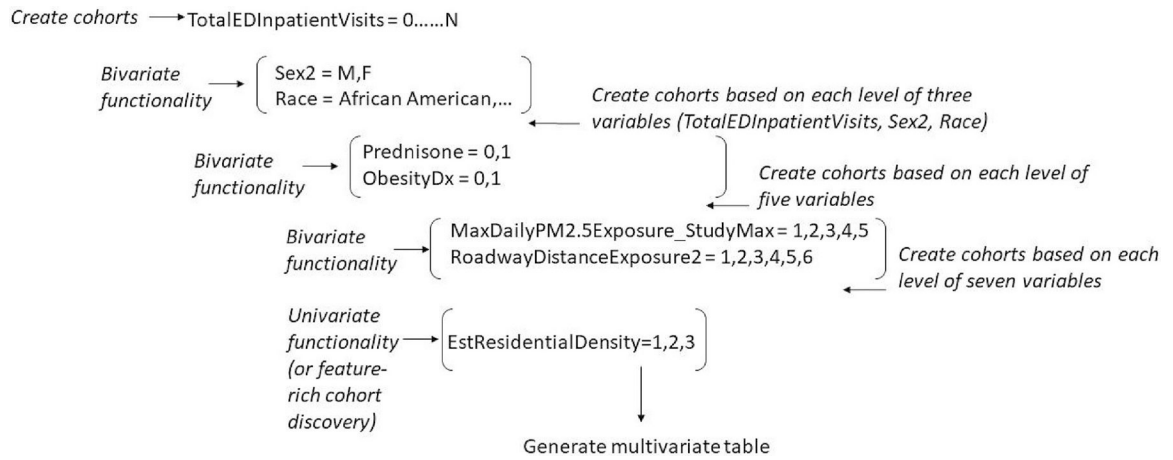 Create cohorts
TotalEDInpatientVisits = 0......N
Bivariate
functionality
Sex2 = M,F
Race = African American,...
Create cohorts based on each level of three
variables (TotalEDInpatientVisits, Sex2, Race)
Bivariate
functionality
Prednisone = 0,1
ObesityDx = 0,1
Create cohorts based on each level of
five variables
Bivariate
functionality
MaxDailyPM2.5Exposure_StudyMax = 1,2,3,4,5
RoadwayDistanceExposure2 = 1,2,3,4,5,6
Create cohorts based on each
level of seven variables
Univariate
functionality
(or feature-
rich cohort
discovery)
EstResidentialDensity=1,2,3
Generate multivariate table